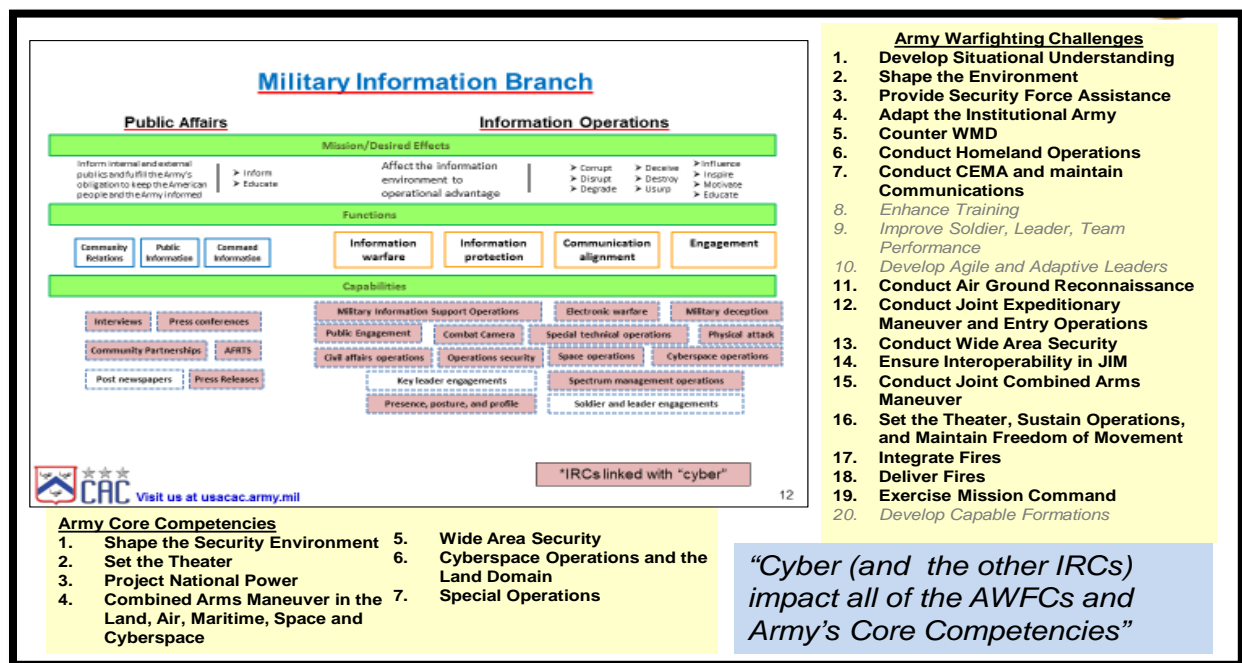 Military Information Branch
Public Affairs
Information Operations
Mission/Desired Effects
Inform internal and external
publics and fulfill the Army's
obligation to keep the American
people and the Army informed
➤ Inform
➤ Educate
Affect the information
environment to
operational advantage
➤ Corrupt
➤ Disrupt
➤ Degrade
➤ Deceive
➤ Destroy
➤ Usurp
➤ Influence
➤ Inspire
➤ Motivate
➤ Educate
Functions
Community
Relations
Public
Information
Command
Information
Information
warfare
Information
protection
Communication
alignment
Engagement
Capabilities
Interviews
Press conferences
Community Partnerships
AFRTS
Post newspapers
Press Releases
Military Information Support Operations
Electronic warfare
Military deception
Public Engagement
Combat Camera
Special technical operations
Physical attack
Civil affairs operations
Operations security
Space operations
Cyberspace operations
Key leader engagements
Spectrum management operations
Presence, posture, and profile
Soldier and leader engagements
*IRCs linked with "cyber"
CAC
Visit us at usacac.army.mil
12
Army Warfighting Challenges
1. Develop Situational Understanding
2. Shape the Environment
3. Provide Security Force Assistance
4. Adapt the Institutional Army
5. Counter WMD
6. Conduct Homeland Operations
7. Conduct CEMA and maintain
Communications
8. Enhance Training
9. Improve Soldier, Leader, Team
Performance
10. Develop Agile and Adaptive Leaders
11. Conduct Air Ground Reconnaissance
12. Conduct Joint Expeditionary
Maneuver and Entry Operations
13. Conduct Wide Area Security
14. Ensure Interoperability in JIM
15. Conduct Joint Combined Arms
Maneuver
16. Set the Theater, Sustain Operations,
and Maintain Freedom of Movement
17. Integrate Fires
18. Deliver Fires
19. Exercise Mission Command
20. Develop Capable Formations
Army Core Competencies
1. Shape the Security Environment
2. Set the Theater
3. Project National Power
4. Combined Arms Maneuver in the
Land, Air, Maritime, Space and
Cyberspace
5. Wide Area Security
6. Cyberspace Operations and the
Land Domain
7. Special Operations
"Cyber (and the other IRCs)
impact all of the AWFCs and
Army's Core Competencies"